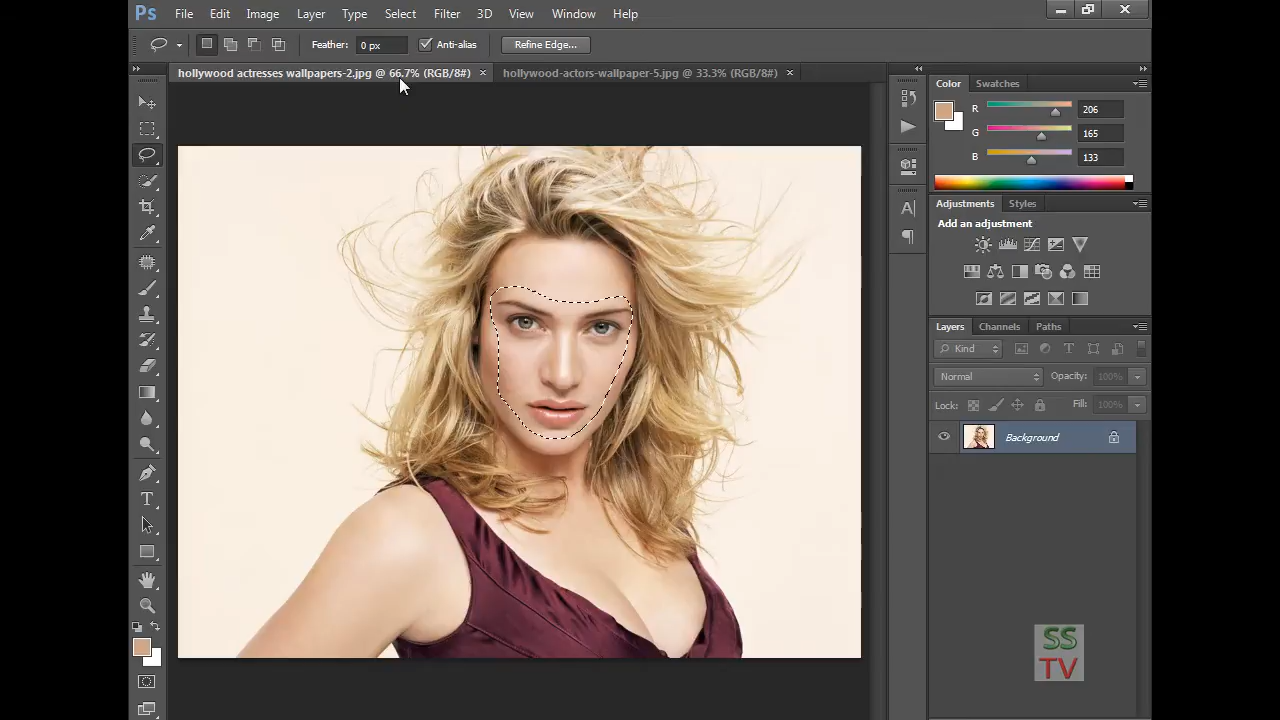 Ps File Edit Image Layer Type Select Filter 3D View Window Help
Feather: 0 px Anti-alias Refine Edge...
hollywood actresses wallpapers-2.jpg @ 66.7% (RGB/8#) × hollywood-actors-wallpaper-5.jpg @ 33.3% (RGB/8#) ×
Color Swatches
R 206
G 165
B 133
Adjustments Styles
Add an adjustment
Layers Channels Paths
Kind
Normal Opacity: 100%
Lock: Fill: 100%
Background
SS
TV